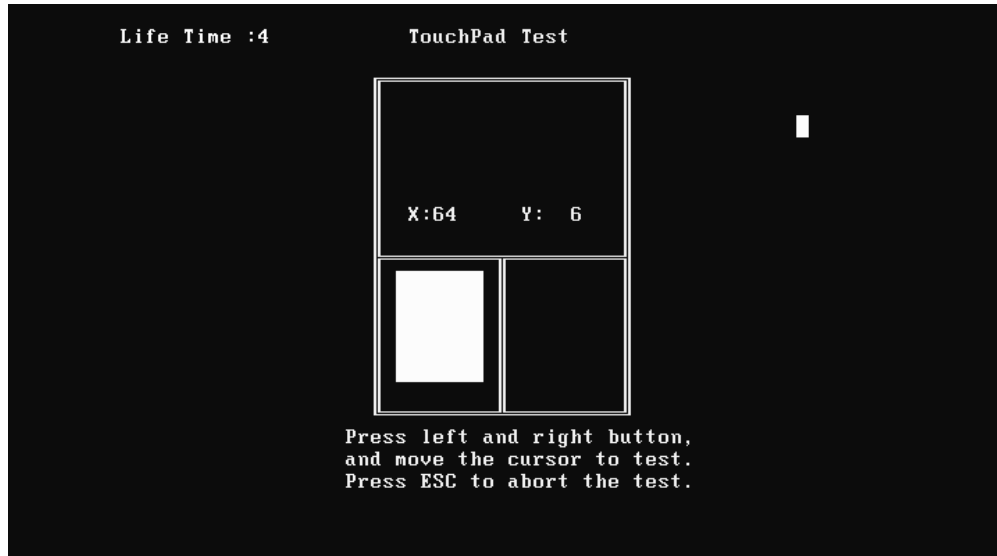 Life Time :4 TouchPad Test
X:64 Y: 6
Press left and right button,
and move the cursor to test.
Press ESC to abort the test.